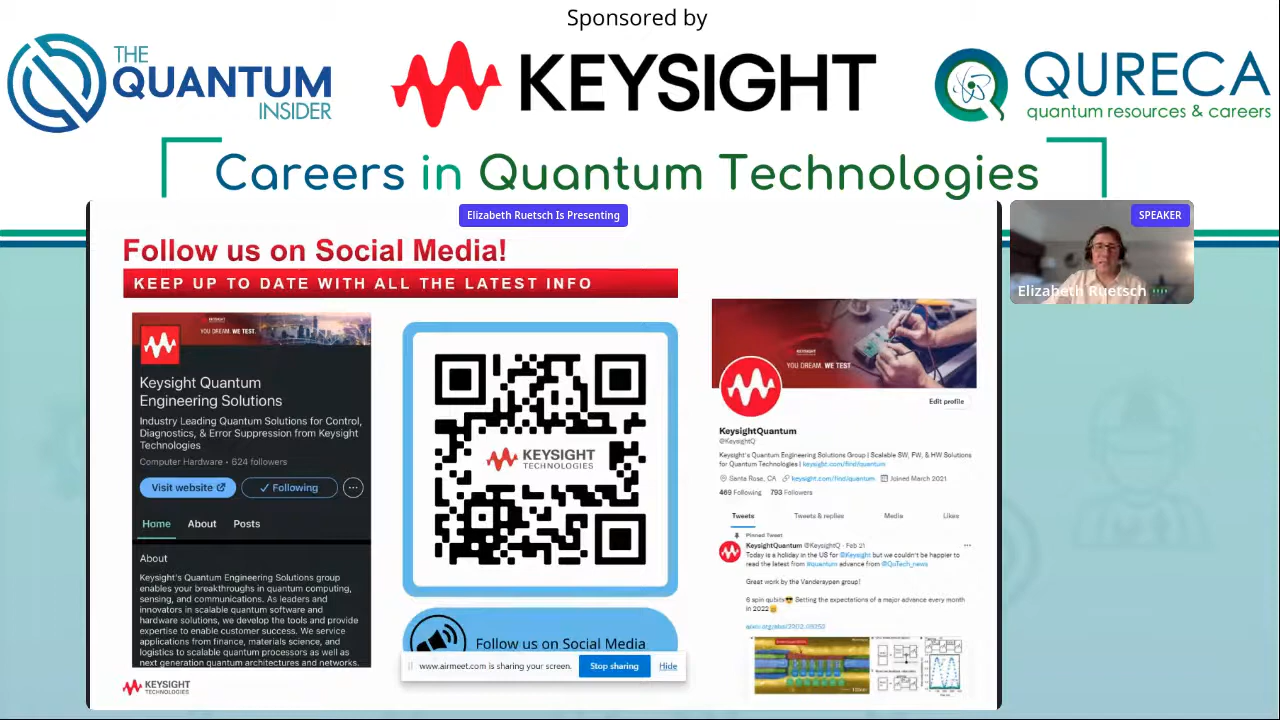 Sponsored by
THE QUANTUM INSIDER
KEYSIGHT
QURECA
quantum resources & careers
Careers in Quantum Technologies
Elizabeth Ruetsch Is Presenting
SPEAKER
Elizabeth Ruetsch
Follow us on Social Media!
KEEP UP TO DATE WITH ALL THE LATEST INFO
KEYSIGHT
YOU DREAM. WE TEST.
Keysight Quantum
Engineering Solutions
Industry Leading Quantum Solutions for Control,
Diagnostics, & Error Suppression from Keysight
Technologies
Computer Hardware • 624 followers
Visit website
Following
Home About Posts
About
Keysight's Quantum Engineering Solutions group
enables your breakthroughs in quantum computing,
sensing, and communications. As leaders and
innovators in scalable quantum software and
hardware solutions, we develop the tools and provide
expertise to enable customer success. We service
applications from finance, materials science, and
logistics to scalable quantum processors as well as
next generation quantum architectures and networks.
KEYSIGHT
TECHNOLOGIES
KEYSIGHT
TECHNOLOGIES
Follow us on Social Media
www.airmeet.com is sharing your screen.
Stop sharing
Hide
KEYSIGHT
YOU DREAM. WE TEST.
Edit profile
KeysightQuantum
@KeysightQ
Keysight's Quantum Engineering Solutions Group | Scalable SW, FW, & HW Solutions
for Quantum Technologies | keysight.com/find/quantum
Santa Rose, CA keysight.com/find/quantum Joined March 2021
469 Following 793 Followers
Tweets Tweets & replies Media Likes
Pinned Tweet
KeysightQuantum @KeysightQ · Feb 21
Today is a holiday in the US for @Keysight but we couldn't be happier to
read the latest from #quantum advance from @QuTech_news
Great work by the Vandersypen group!
6 spin qubits😎 Setting the expectations of a major advance every month
in 2022